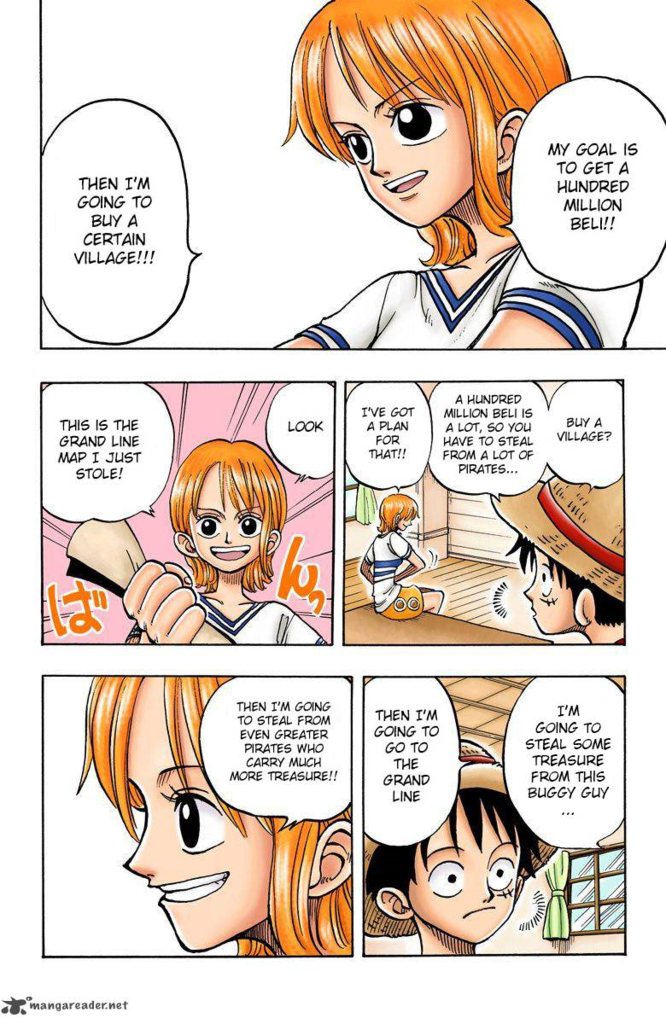 MY GOAL IS
TO GET A
HUNDRED
MILLION
BELI!!
THEN I'M
GOING TO
BUY A
CERTAIN
VILLAGE!!!
BUY A
VILLAGE?
A HUNDRED
MILLION BELI IS
A LOT, SO YOU
HAVE TO STEAL
FROM A LOT OF
PIRATES...
I'VE GOT
A PLAN
FOR
THAT!!
LOOK
THIS IS THE
GRAND LINE
MAP I JUST
STOLE!
ばんっ
I'M
GOING TO
STEAL SOME
TREASURE
FROM THIS
BUGGY GUY
...
THEN I'M
GOING TO
GO TO
THE
GRAND
LINE
THEN I'M GOING
TO STEAL FROM
EVEN GREATER
PIRATES WHO
CARRY MUCH
MORE TREASURE!!
mangareader.net